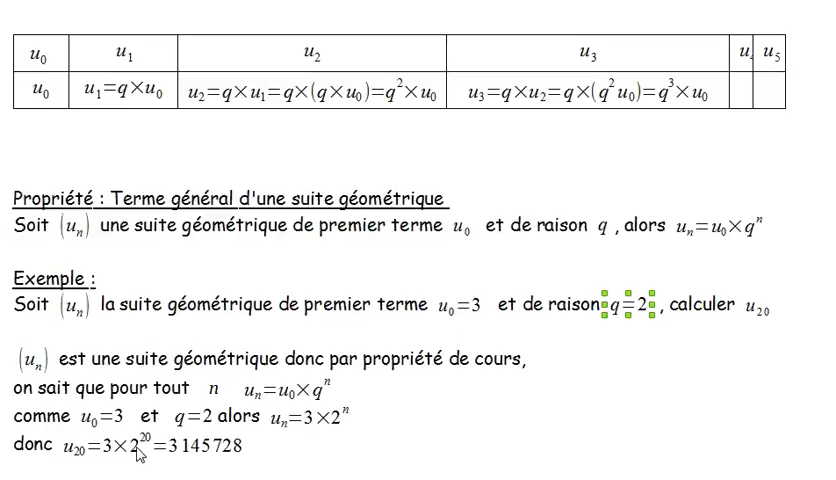 u₀ u₁ u₂ u₃ u₄ u₅
u₀ u₁=q×u₀ u₂=q×u₁=q×(q×u₀)=q²×u₀ u₃=q×u₂=q×(q²u₀)=q³×u₀
Propriété : Terme général d'une suite géométrique
Soit (uₙ) une suite géométrique de premier terme u₀ et de raison q , alors uₙ=u₀×qⁿ
Exemple :
Soit (uₙ) la suite géométrique de premier terme u₀=3 et de raison q=2 , calculer u₂₀
(uₙ) est une suite géométrique donc par propriété de cours,
on sait que pour tout n uₙ=u₀×qⁿ
comme u₀=3 et q=2 alors uₙ=3×2ⁿ
donc u₂₀=3×2²⁰=3 145 728